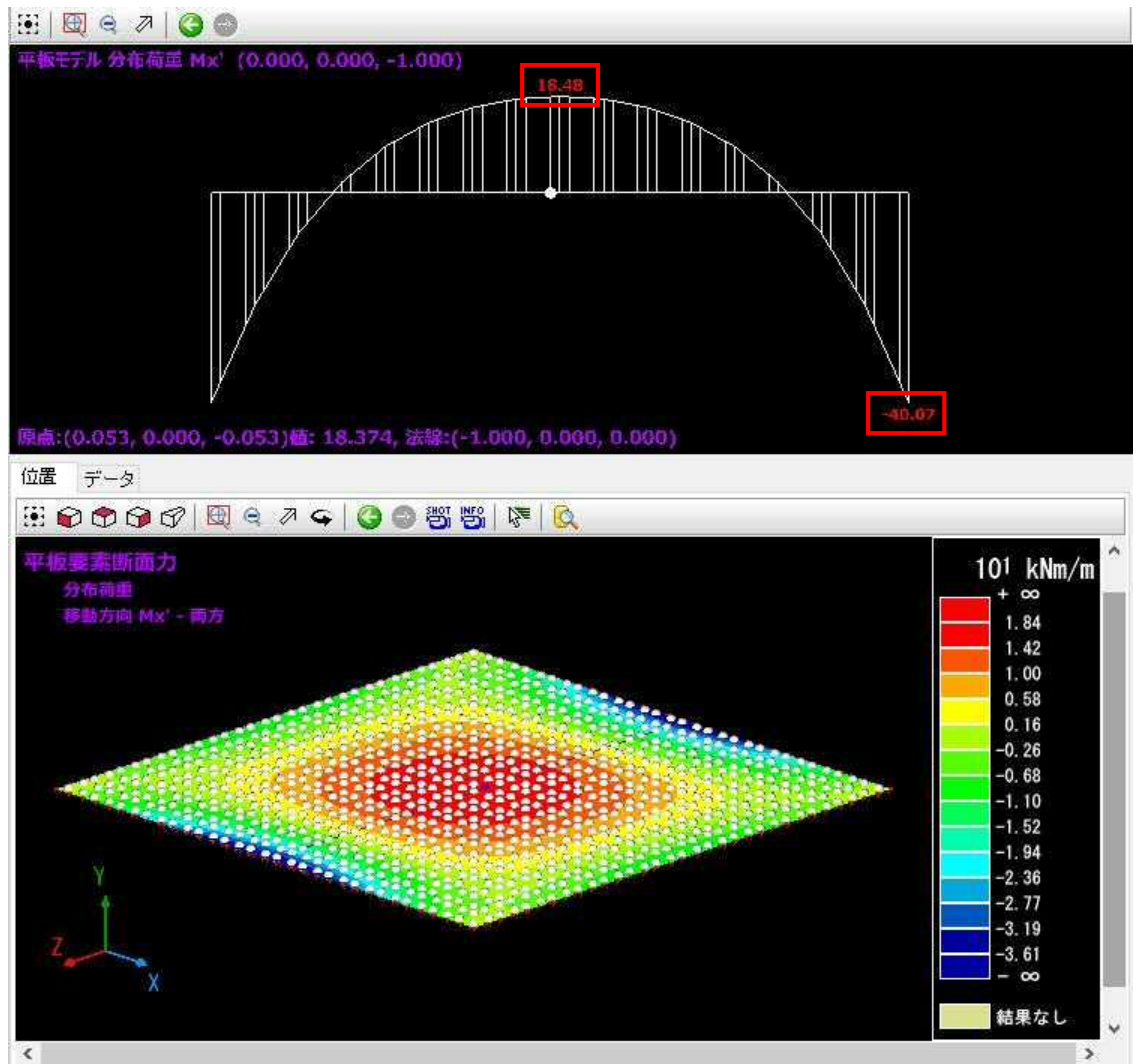 平板モデル 分布荷重 Mx' (0.000, 0.000, -1.000)
18.48
-40.07
原点:(0.053, 0.000, -0.053)値: 18.374, 法線:(-1.000, 0.000, 0.000)
位置 データ
SHOT INFO
平板要素断面力
分布荷重
移動方向 Mx' - 両方
10¹ kNm/m
+ ∞
1.84
1.42
1.00
0.58
0.16
-0.26
-0.68
-1.10
-1.52
-1.94
-2.36
-2.77
-3.19
-3.61
- ∞
結果なし
Y
Z
X